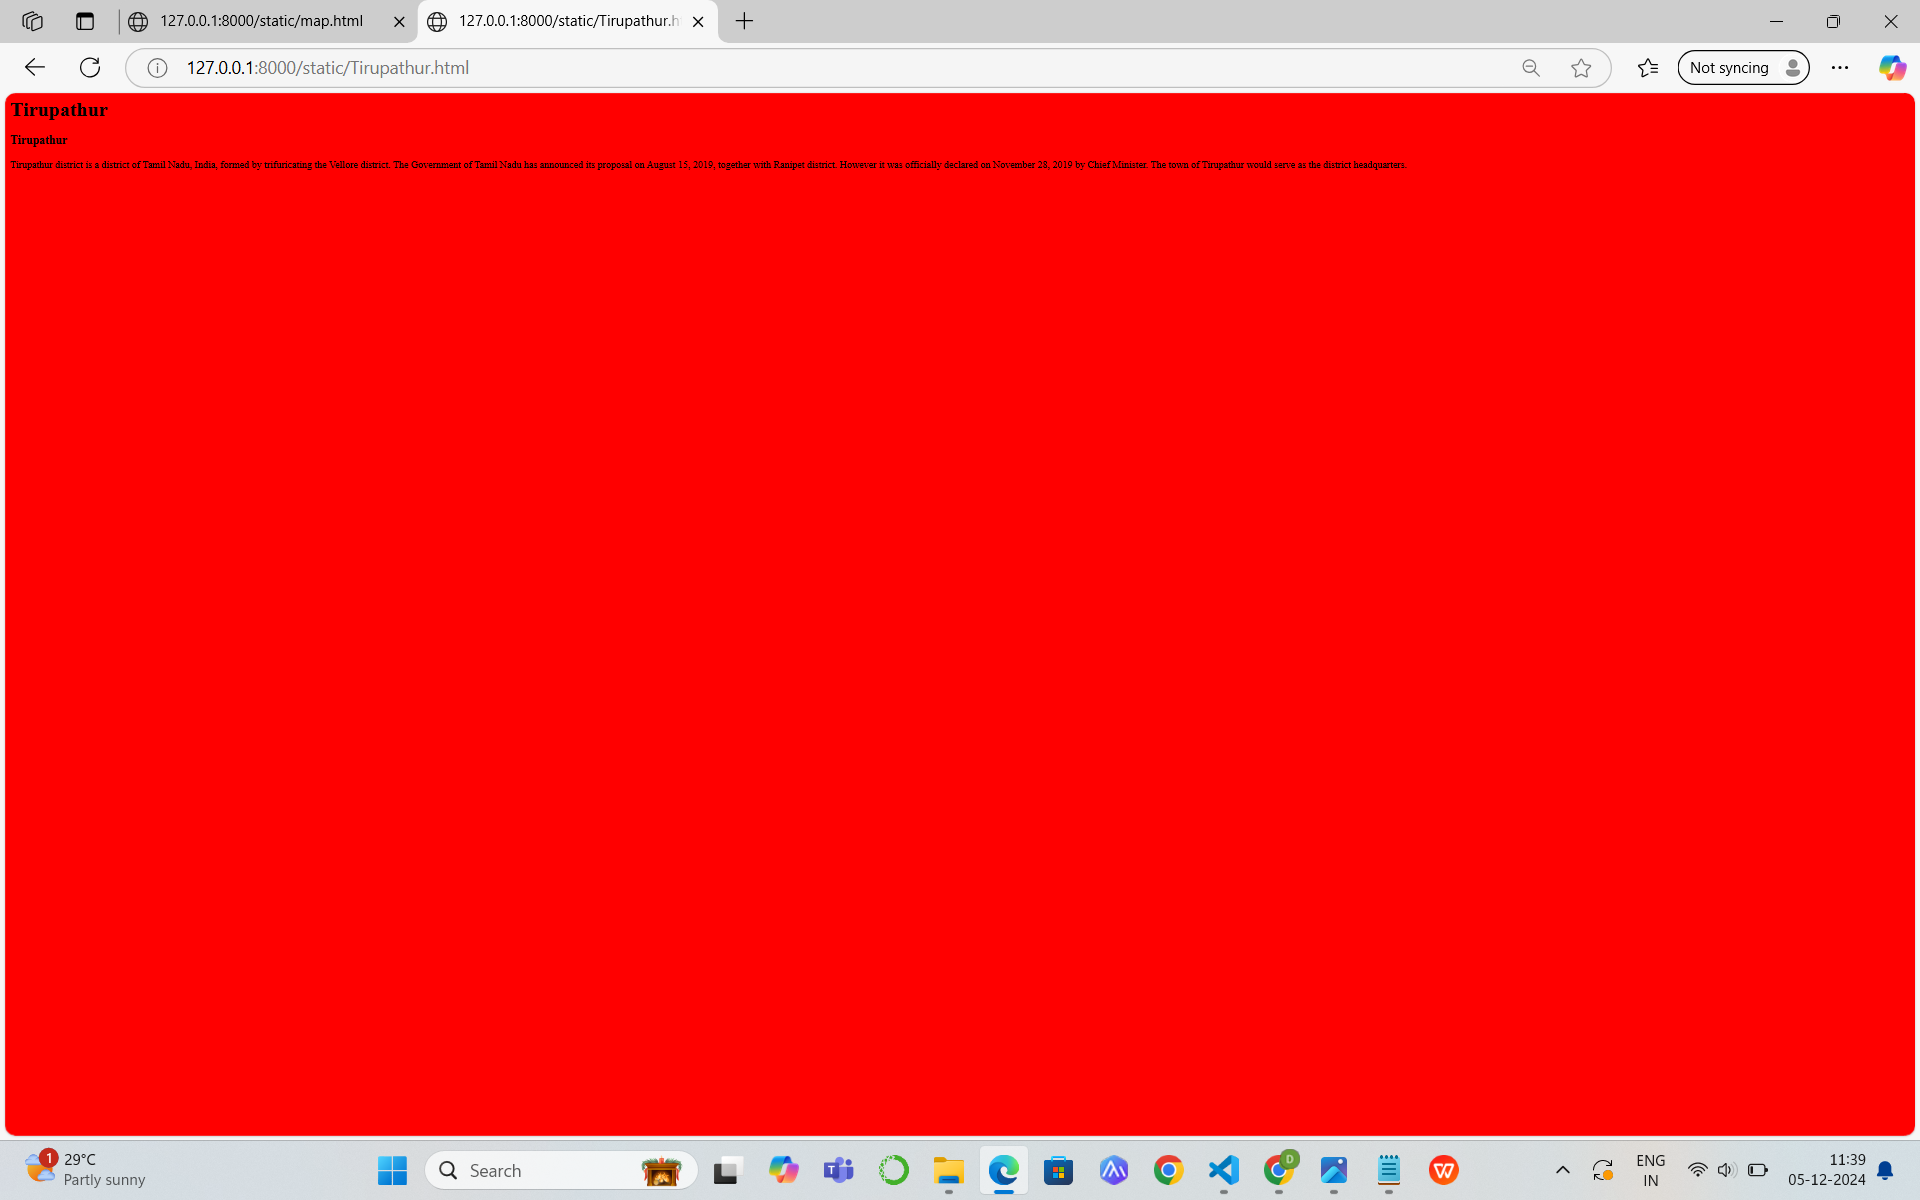 127.0.0.1:8000/static/map.html
127.0.0.1:8000/static/Tirupathur.h
127.0.0.1:8000/static/Tirupathur.html
Not syncing
Tirupathur
Tirupathur
Tirupathur district is a district of Tamil Nadu, India, formed by trifuricating the Vellore district. The Government of Tamil Nadu has announced its proposal on August 15, 2019, together with Ranipet district. However it was officially declared on November 28, 2019 by Chief Minister. The town of Tirupathur would serve as the district headquarters.
1
29°C
Partly sunny
Search
T
D
W
ENG
IN
11:39
05-12-2024